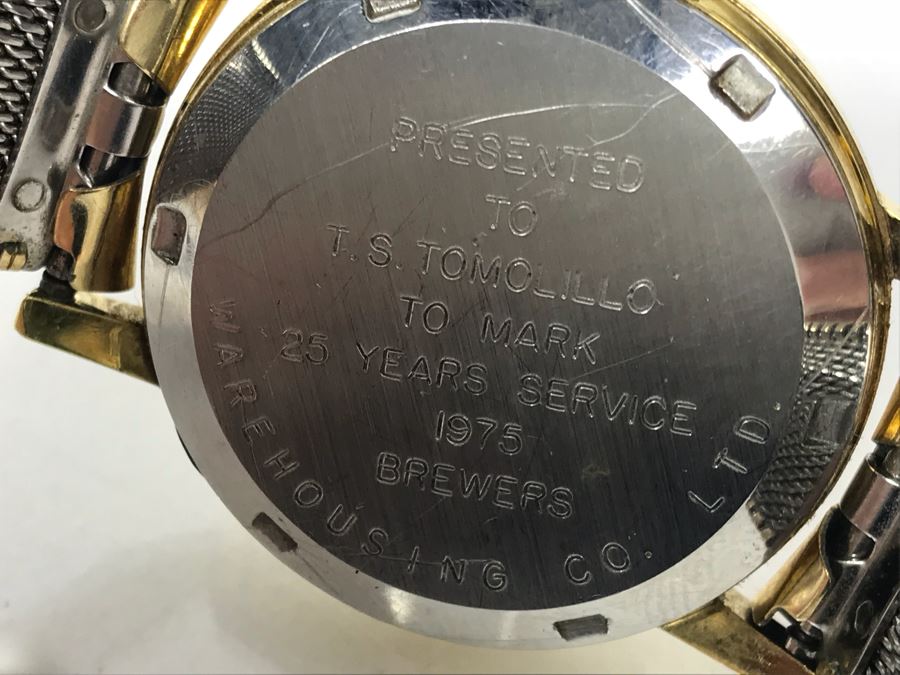 PRESENTED
TO
T. S. TOMOLILLO
TO MARK
25 YEARS SERVICE
1975
BREWERS
WAREHOUSING CO. LTD.